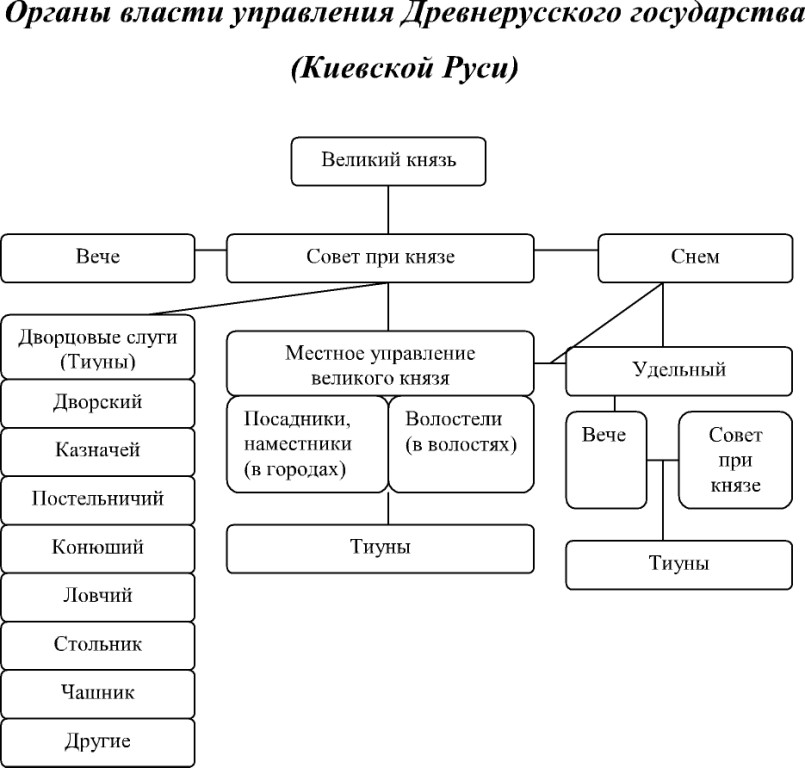 Органы власти управления Древнерусского государства
(Киевской Руси)
Великий князь
Вече
Совет при князе
Снем
Дворцовые слуги
(Тиуны)
Дворский
Казначей
Постельничий
Конюший
Ловчий
Стольник
Чашник
Другие
Местное управление
великого князя
Посадники,
наместники
(в городах)
Волостели
(в волостях)
Тиуны
Удельный
Вече
Совет
при
князе
Тиуны